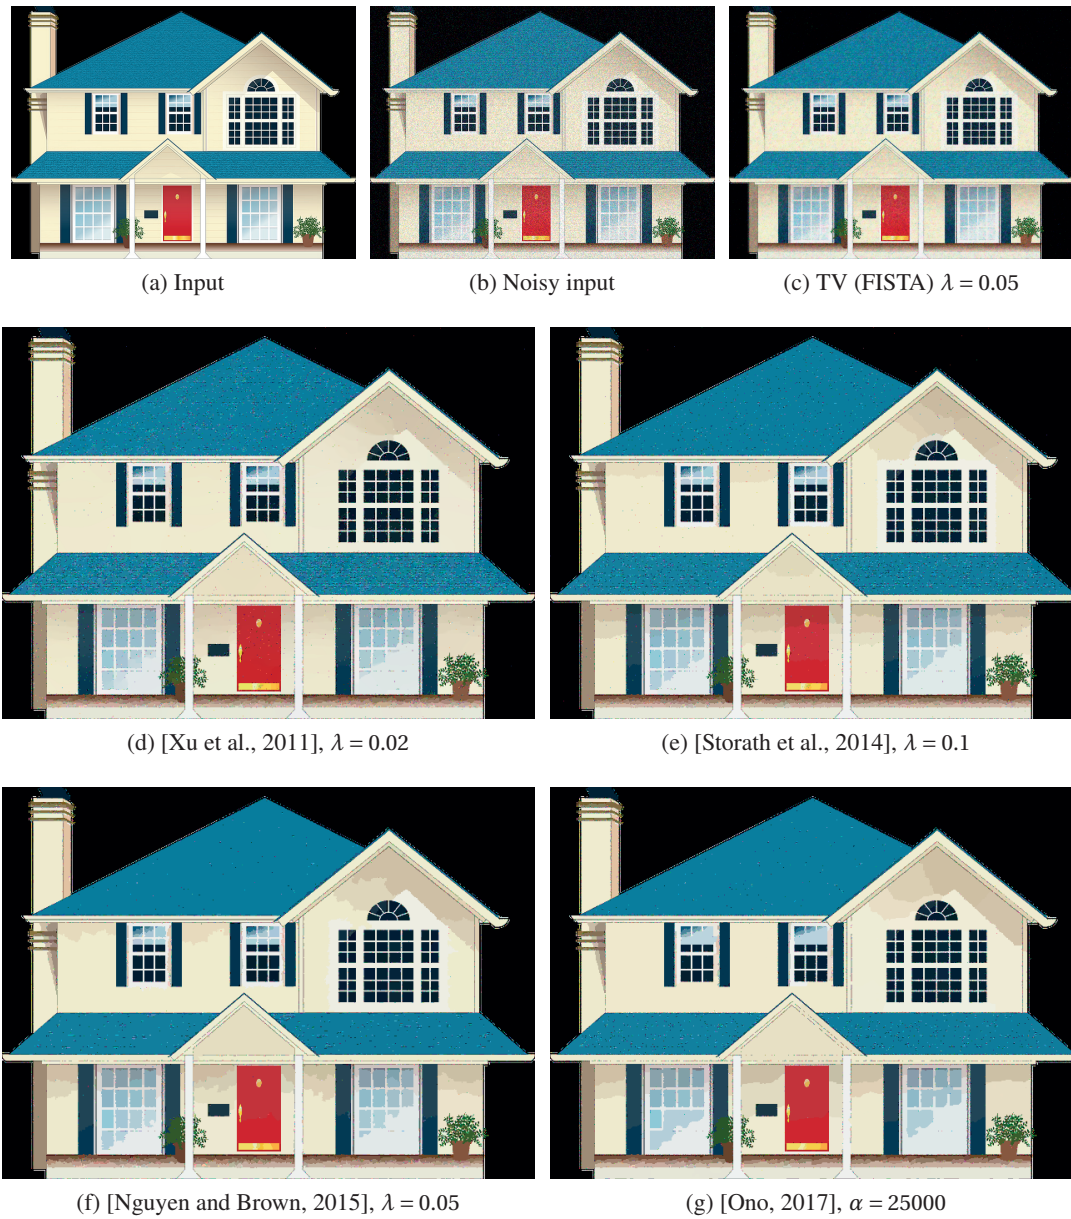 (a) Input
(b) Noisy input
(c) TV (FISTA) λ = 0.05
(d) [Xu et al., 2011], λ = 0.02
(e) [Storath et al., 2014], λ = 0.1
(f) [Nguyen and Brown, 2015], λ = 0.05
(g) [Ono, 2017], α = 25000